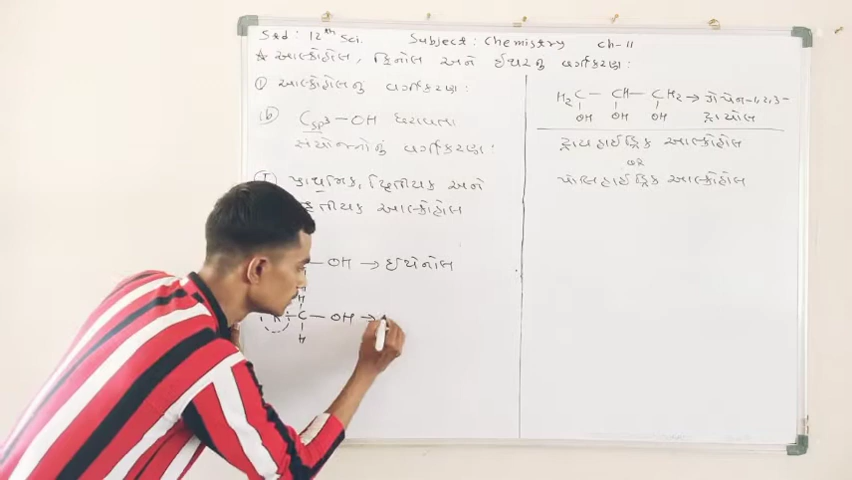 Std : 12th Sci. Subject : Chemistry ch-11
* આલ્કોહોલ, ફિનોલ અને ઈથરનું વર્ગીકરણ :
① આલ્કોહોલનું વર્ગીકરણ :
(b) Csp3 — OH ધરાવતા
સંયોજનોનું વર્ગીકરણ :
(I) પ્રાથમિક, દ્વિતીયક અને
તૃતીયક આલ્કોહોલ
— OH → ઈથેનોલ
H
R — C — OH →
H
H2C — CH — CH2 → પ્રોપેન-1,2,3-
OH OH OH ટ્રાયોલ
ટ્રાયહાઈડ્રિક આલ્કોહોલ
OR
પોલિહાઈડ્રિક આલ્કોહોલ